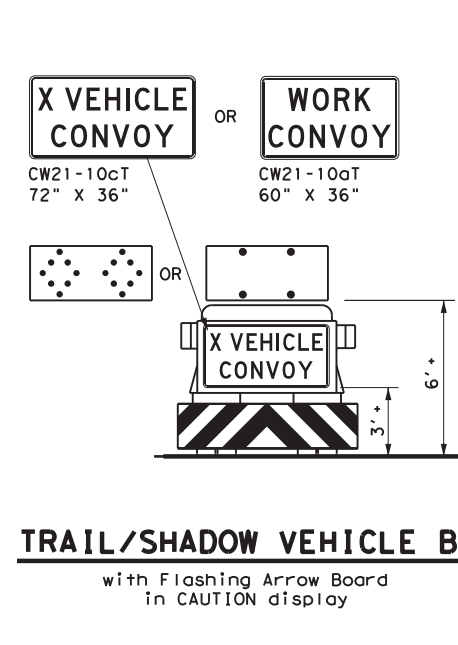 X VEHICLE
CONVOY
OR
WORK
CONVOY
CW21-10cT
72" X 36"
CW21-10aT
60" X 36"
OR
X VEHICLE
CONVOY
6' +
3' +
TRAIL/SHADOW VEHICLE B
with Flashing Arrow Board
in CAUTION display